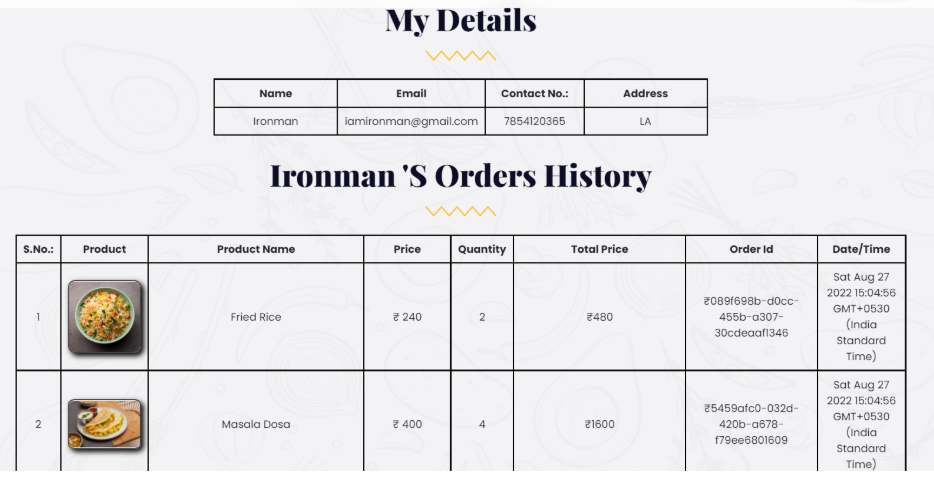 My Details
Name Email Contact No.: Address
Ironman iamironman@gmail.com 7854120365 LA
Ironman 'S Orders History
S.No.: Product Product Name Price Quantity Total Price Order Id Date/Time
1 Fried Rice ₹ 240 2 ₹480
₹089f698b-d0cc-
455b-a307-
30cdeaaf1346
Sat Aug 27
2022 15:04:56
GMT+0530
(India
Standard
Time)
2 Masala Dosa ₹ 400 4 ₹1600
₹5459afc0-032d-
420b-a678-
f79ee6801609
Sat Aug 27
2022 15:04:56
GMT+0530
(India
Standard
Time)